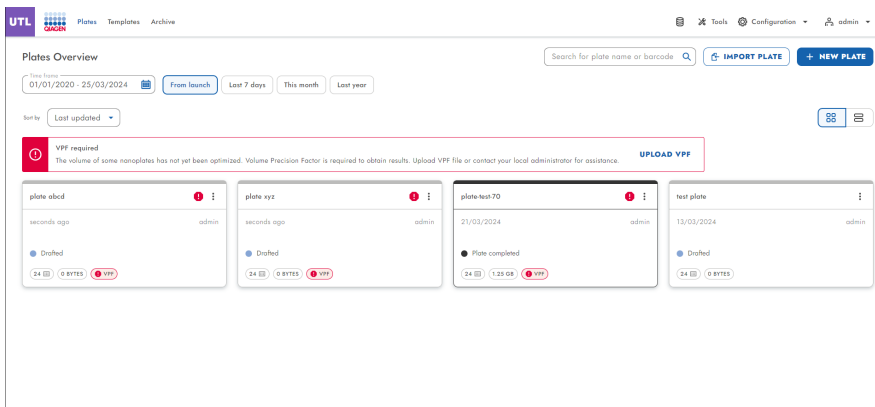 UTL
QIAGEN
Plates
Templates
Archive
Tools
Configuration
admin
Plates Overview
Search for plate name or barcode
IMPORT PLATE
+ NEW PLATE
Time frame
01/01/2020 - 25/03/2024
From launch
Last 7 days
This month
Last year
Sort by
Last updated
VPF required
The volume of some nanoplates has not yet been optimized. Volume Precision Factor is required to obtain results. Upload VPF file or contact your local administrator for assistance.
UPLOAD VPF
plate abcd
seconds ago
admin
Drafted
24
0 BYTES
VPF
plate xyz
seconds ago
admin
Drafted
24
0 BYTES
VPF
plate-test-70
21/03/2024
admin
Plate completed
24
1.25 GB
VPF
test plate
13/03/2024
admin
Drafted
24
0 BYTES